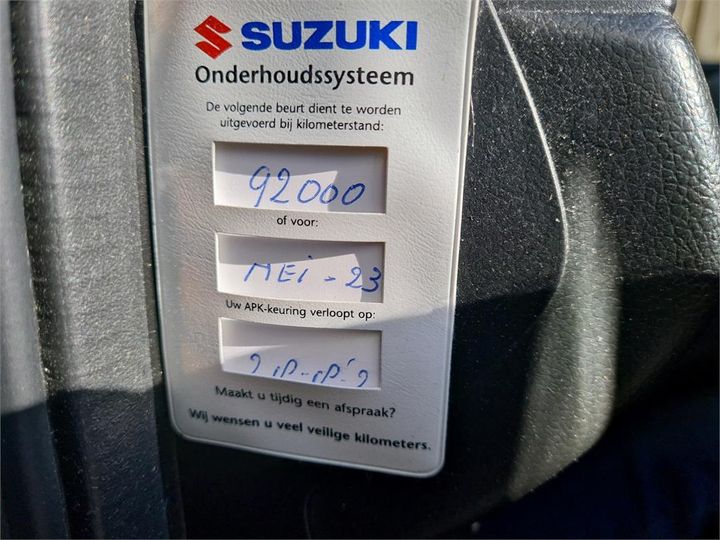 SUZUKI
Onderhoudssysteem
De volgende beurt dient te worden
uitgevoerd bij kilometerstand:
92000
of voor:
MEi - 23
Uw APK-keuring verloopt op:
Maakt u tijdig een afspraak?
Wij wensen u veel veilige kilometers.